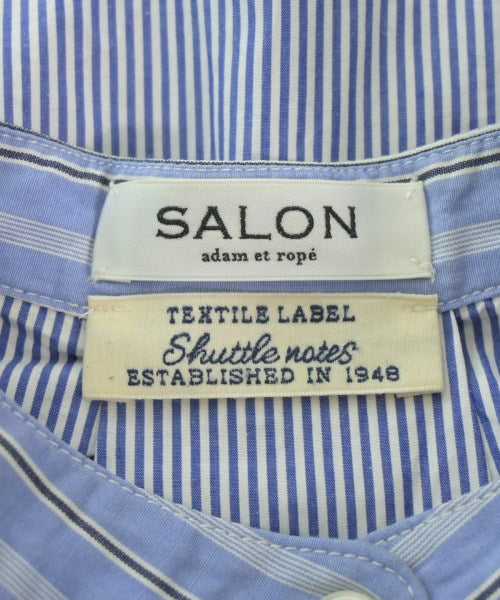 SALON
adam et ropé
TEXTILE LABEL
Shuttle notes
ESTABLISHED IN 1948